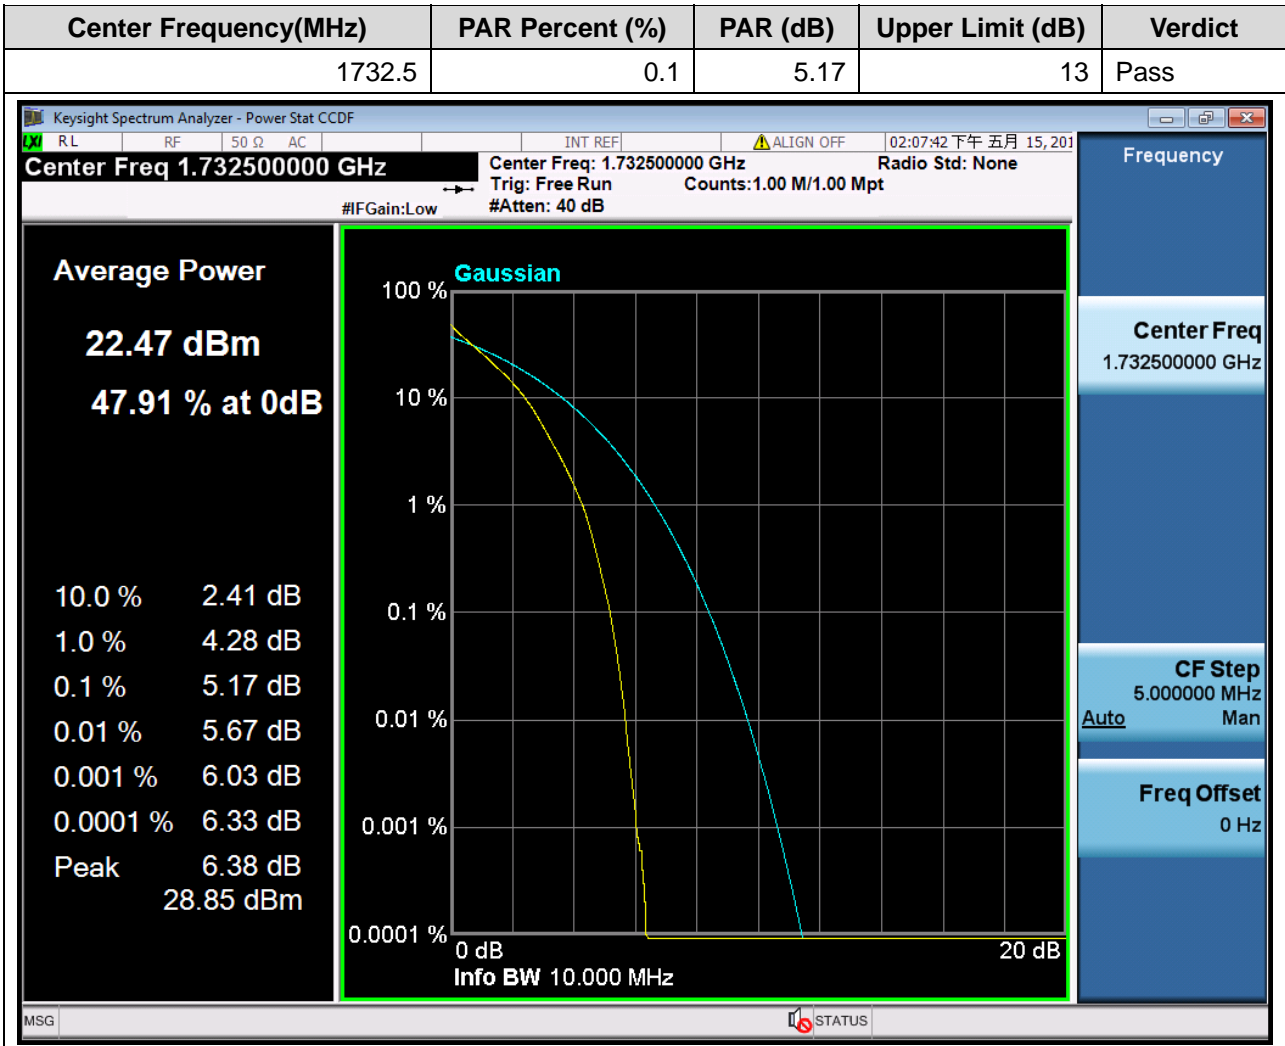 Center Frequency(MHz) PAR Percent (%) PAR (dB) Upper Limit (dB) Verdict
1732.5 0.1 5.17 13 Pass
Keysight Spectrum Analyzer - Power Stat CCDF
LXI RL RF 50 Ω AC INT REF ALIGN OFF 02:07:42 下午 五月 15, 201
Center Freq 1.732500000 GHz
Center Freq: 1.732500000 GHz Radio Std: None
Trig: Free Run Counts:1.00 M/1.00 Mpt
#IFGain:Low #Atten: 40 dB
Frequency
Average Power
22.47 dBm
47.91 % at 0dB
10.0 % 2.41 dB
1.0 % 4.28 dB
0.1 % 5.17 dB
0.01 % 5.67 dB
0.001 % 6.03 dB
0.0001 % 6.33 dB
Peak 6.38 dB
28.85 dBm
Gaussian
100 %
10 %
1 %
0.1 %
0.01 %
0.001 %
0.0001 %
0 dB 20 dB
Info BW 10.000 MHz
Center Freq
1.732500000 GHz
CF Step
5.000000 MHz
Auto Man
Freq Offset
0 Hz
MSG STATUS